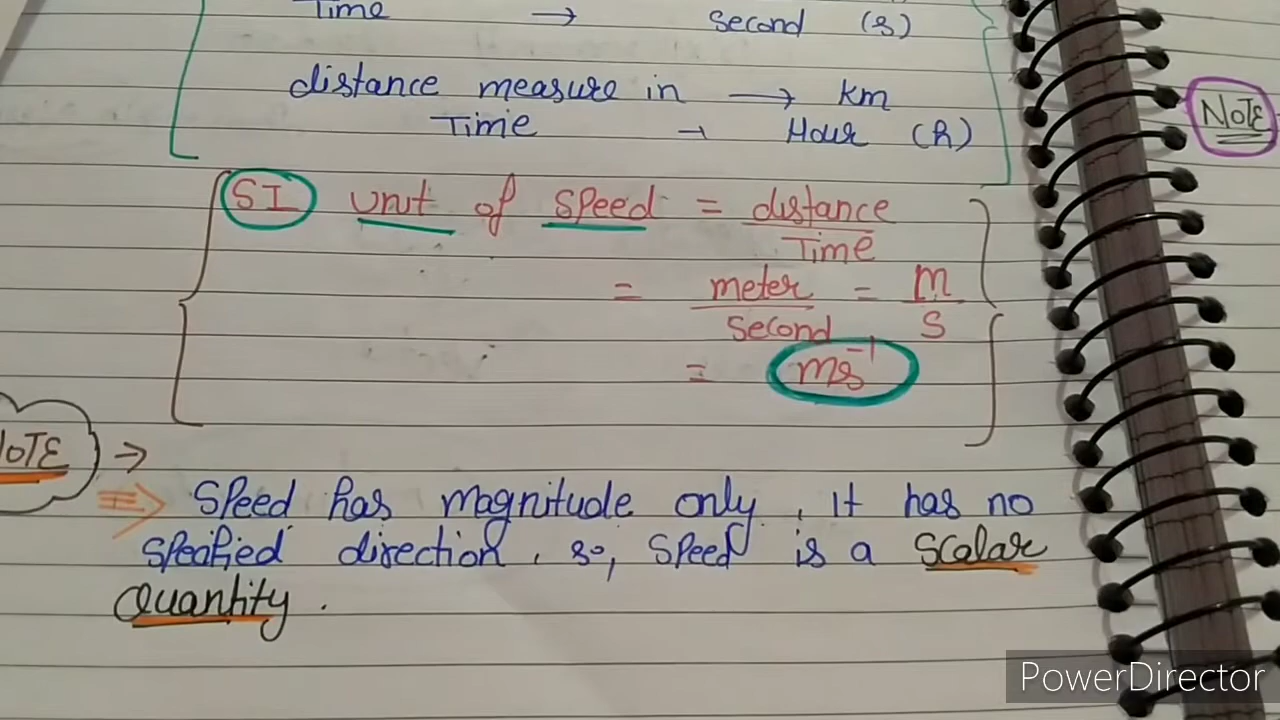 Time → Second (s)
distance measure in → km
Time → Hour (h)
NOTE
SI unit of speed = distance
Time
= meter = m
second s
= ms⁻¹
NOTE →
⇒ Speed has magnitude only, it has no
specified direction, so, speed is a scalar
Quantity.
PowerDirector